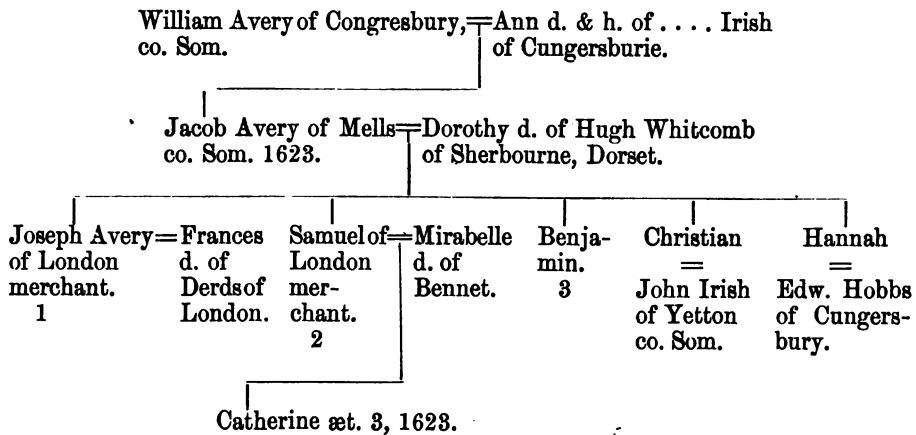 William Avery of Congresbury,=Ann d. & h. of .... Irish
co. Som. of Cungersburie.
Jacob Avery of Mells=Dorothy d. of Hugh Whitcomb
co. Som. 1623. of Sherbourne, Dorset.
Joseph Avery=Frances
of London d. of
merchant. Derds of
1 London.
Samuel of=Mirabelle
London d. of
mer- Bennet.
chant.
2
Benja-
min.
3
Christian
=
John Irish
of Yetton
co. Som.
Hannah
=
Edw. Hobbs
of Cungers-
bury.
Catherine æt. 3, 1623.